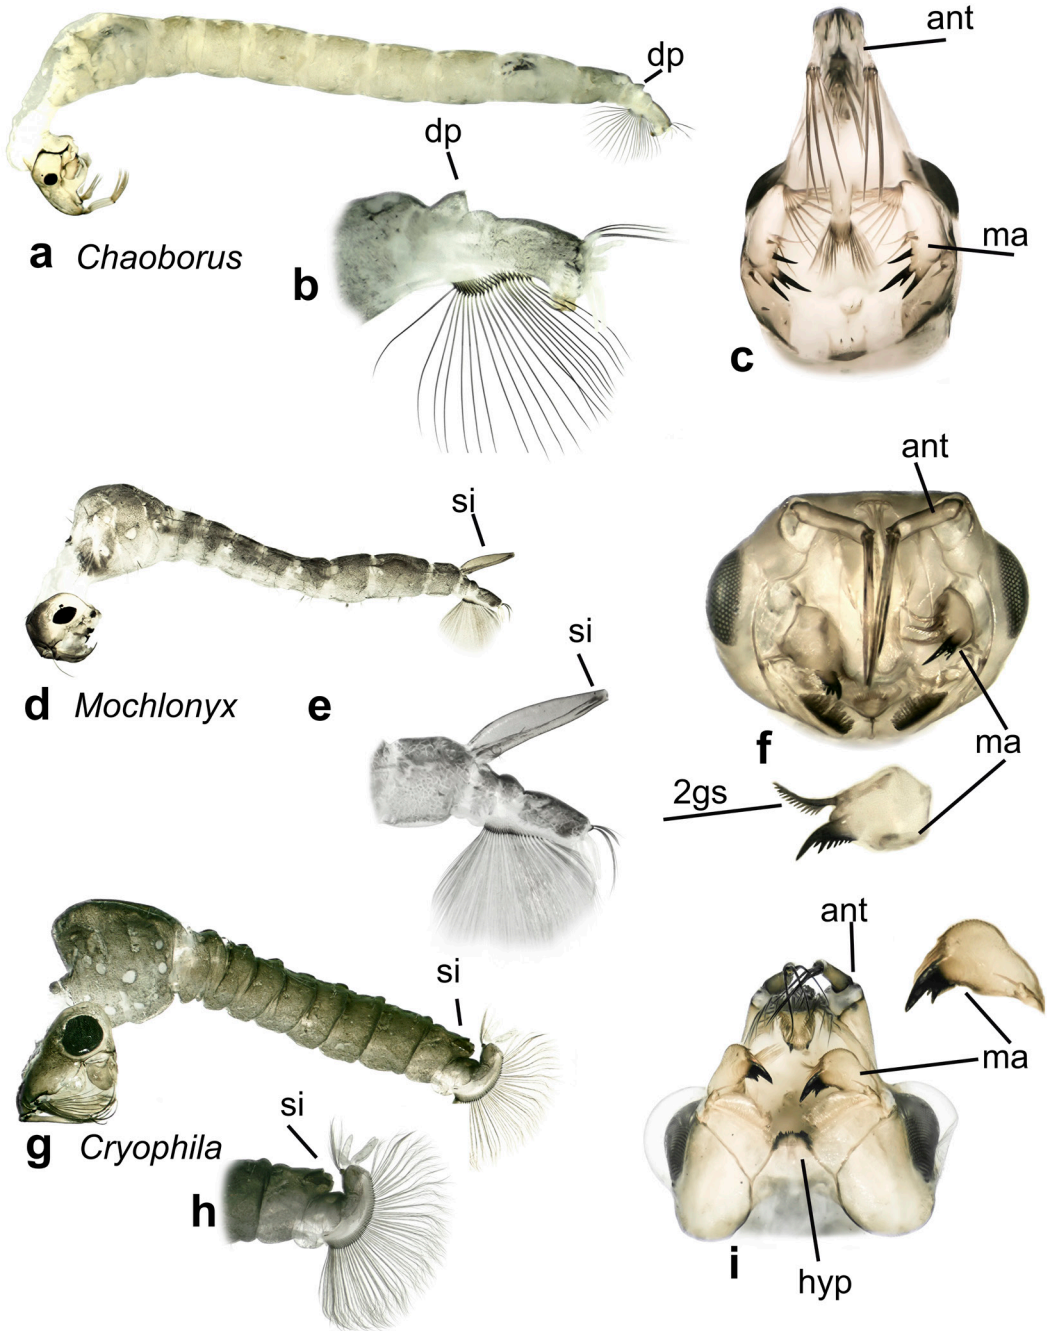 ant
dp
dp
ma
a Chaoborus
b
c
ant
si
si
d Mochlonyx
e
f
ma
2gs
ant
si
ma
si
g Cryophila
h
i
hyp